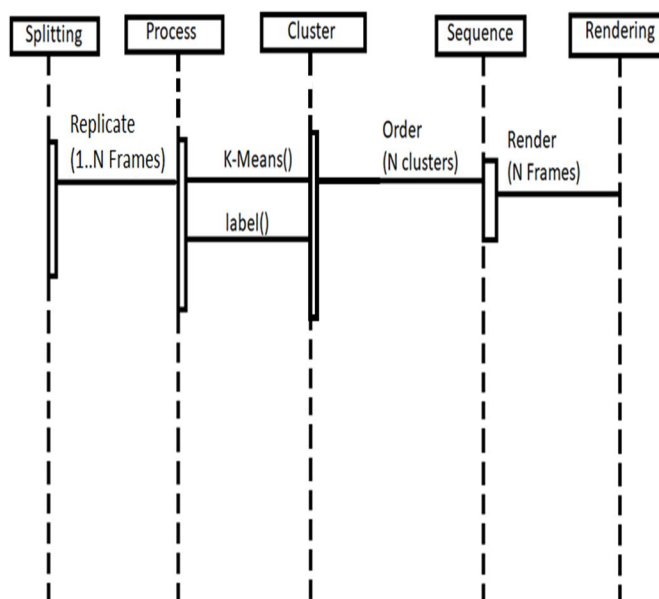 Splitting
Process
Cluster
Sequence
Rendering
Replicate
(1..N Frames)
K-Means()
label()
Order
(N clusters)
Render
(N Frames)